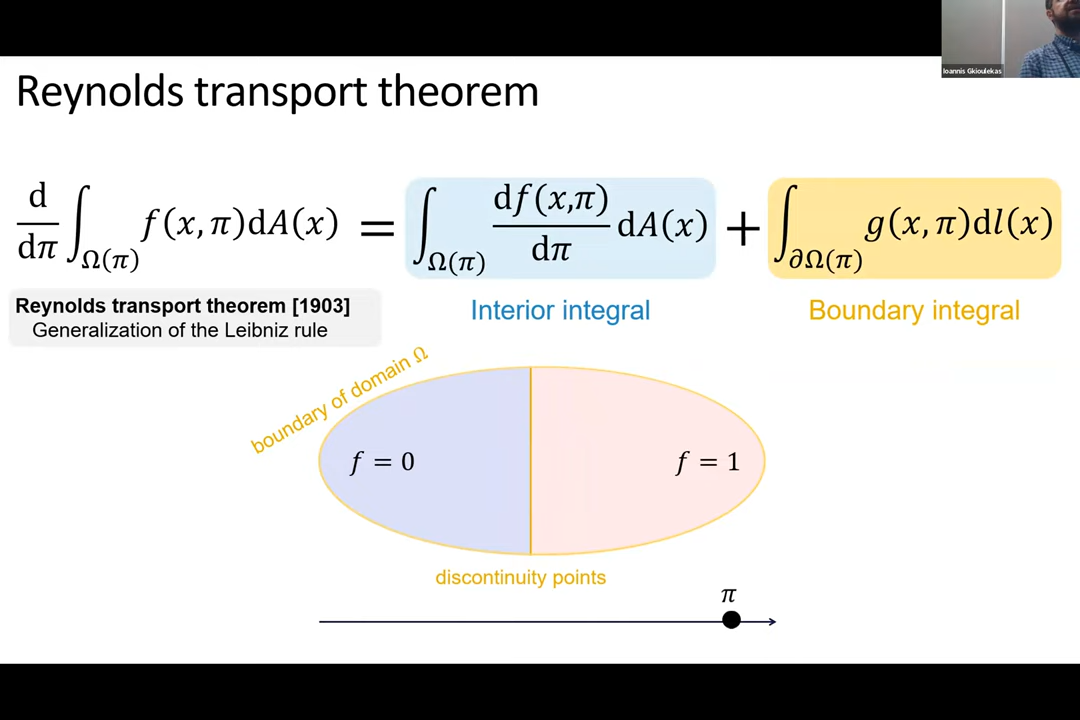 Ioannis Gkioulekas
Reynolds transport theorem
d/dπ ∫_Ω(π) f(x, π)dA(x) = ∫_Ω(π) df(x,π)/dπ dA(x) + ∫_∂Ω(π) g(x, π)dl(x)
Reynolds transport theorem [1903]
Generalization of the Leibniz rule
Interior integral
Boundary integral
boundary of domain Ω
f = 0
f = 1
discontinuity points
π